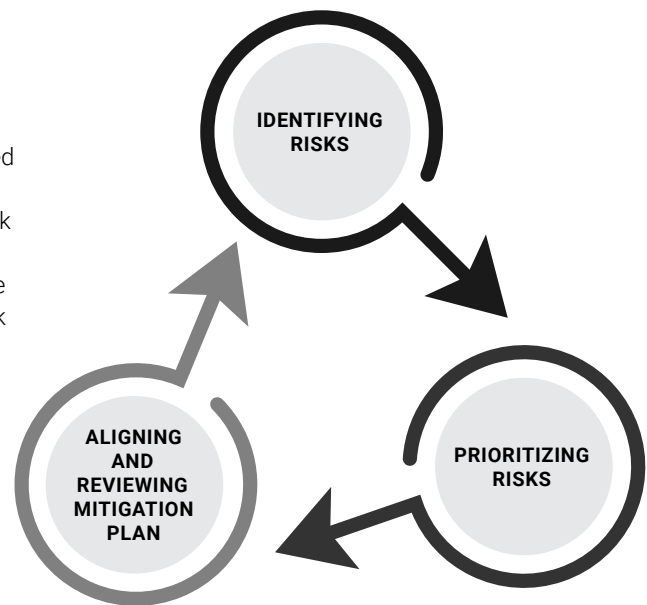 IDENTIFYING
RISKS
PRIORITIZING
RISKS
ALIGNING
AND
REVIEWING
MITIGATION
PLAN